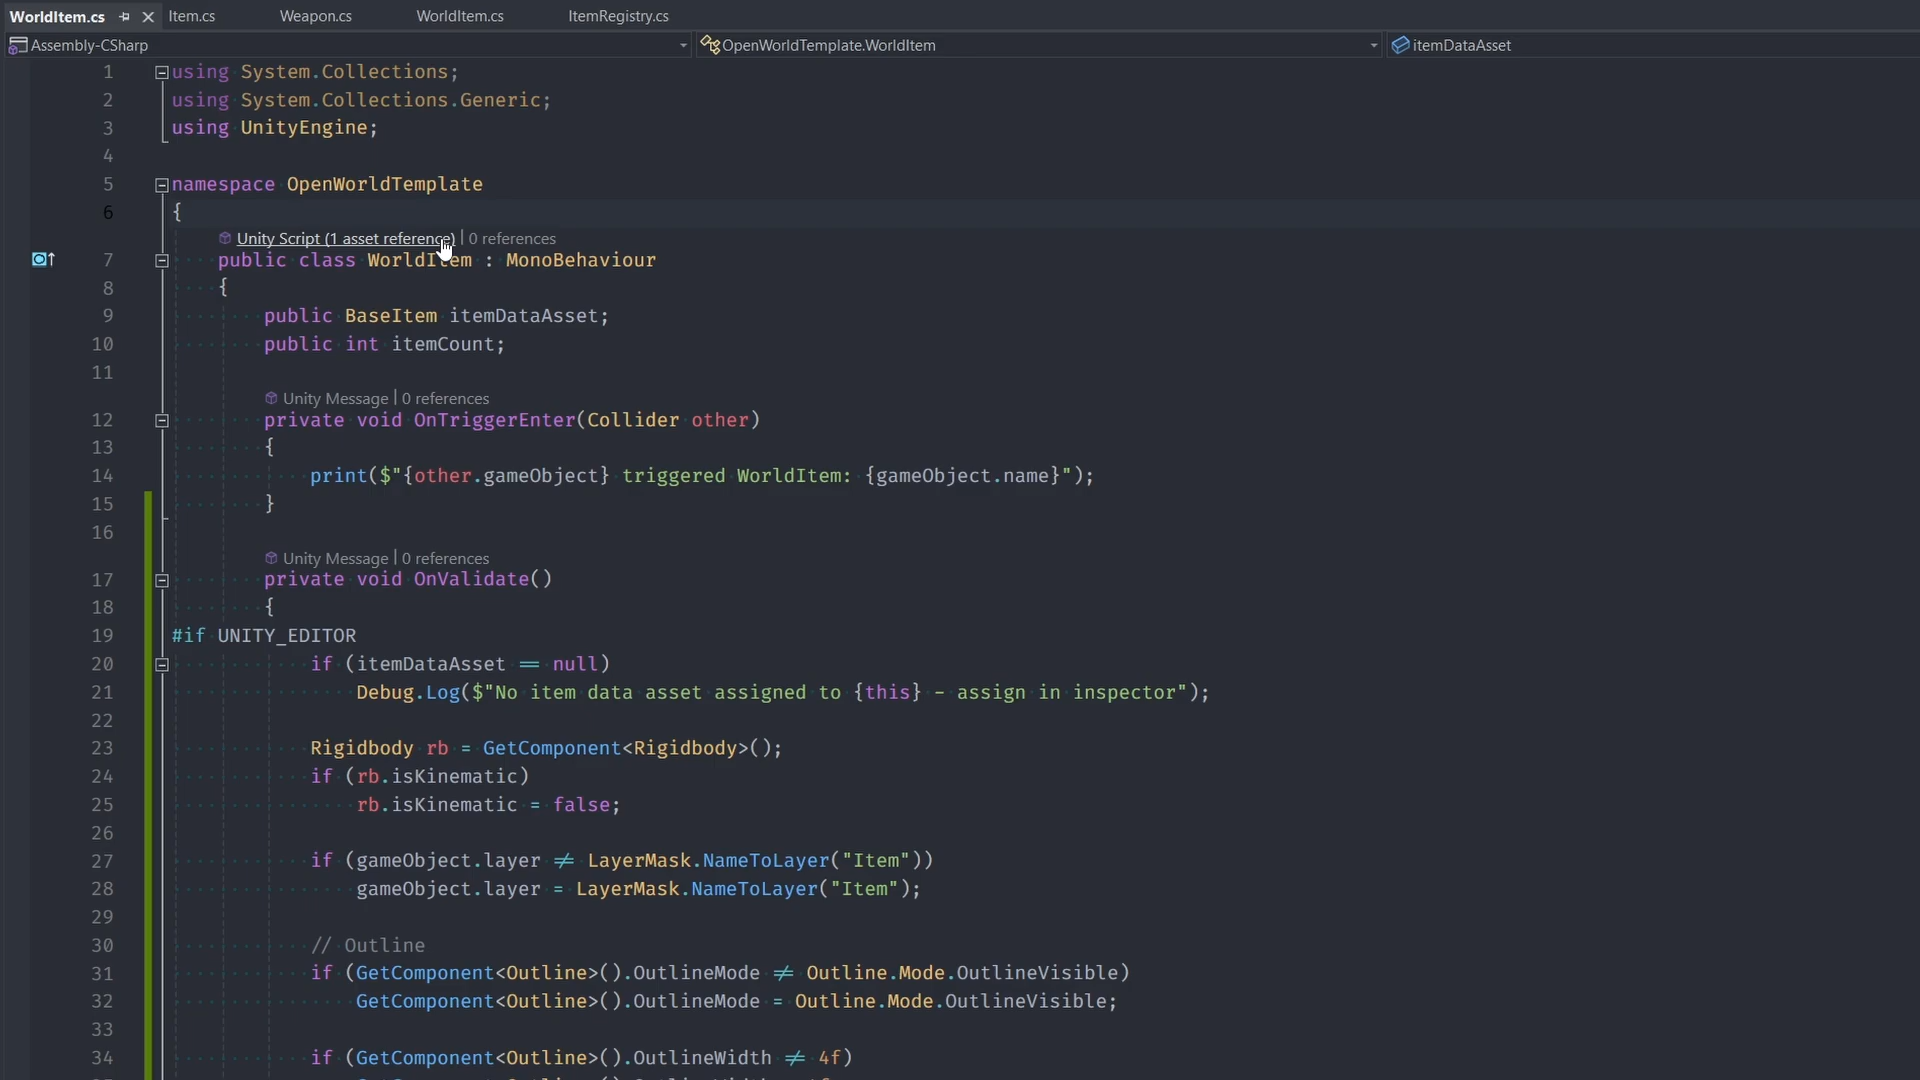 WorldItem.cs
Item.cs
Weapon.cs
WorldItem.cs
ItemRegistry.cs
Assembly-CSharp
OpenWorldTemplate.WorldItem
itemDataAsset
1 using System.Collections;
2 using System.Collections.Generic;
3 using UnityEngine;
4
5 namespace OpenWorldTemplate
6 {
Unity Script (1 asset reference) | 0 references
7 public class WorldItem : MonoBehaviour
8 {
9 public BaseItem itemDataAsset;
10 public int itemCount;
11
Unity Message | 0 references
12 private void OnTriggerEnter(Collider other)
13 {
14 print($"{other.gameObject} triggered WorldItem: {gameObject.name}");
15 }
16
Unity Message | 0 references
17 private void OnValidate()
18 {
19 #if UNITY_EDITOR
20 if (itemDataAsset == null)
21 Debug.Log($"No item data asset assigned to {this} - assign in inspector");
22
23 Rigidbody rb = GetComponent<Rigidbody>();
24 if (rb.isKinematic)
25 rb.isKinematic = false;
26
27 if (gameObject.layer != LayerMask.NameToLayer("Item"))
28 gameObject.layer = LayerMask.NameToLayer("Item");
29
30 // Outline
31 if (GetComponent<Outline>().OutlineMode != Outline.Mode.OutlineVisible)
32 GetComponent<Outline>().OutlineMode = Outline.Mode.OutlineVisible;
33
34 if (GetComponent<Outline>().OutlineWidth != 4f)